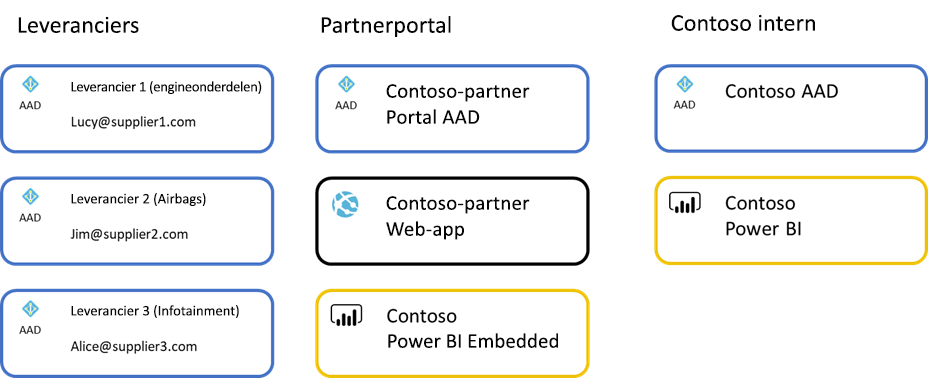 Leveranciers
AAD
Leverancier 1 (engineonderdelen)
Lucy@supplier1.com
AAD
Leverancier 2 (Airbags)
Jim@supplier2.com
AAD
Leverancier 3 (Infotainment)
Alice@supplier3.com
Partnerportal
AAD
Contoso-partner
Portal AAD
Contoso-partner
Web-app
Contoso
Power BI Embedded
Contoso intern
AAD
Contoso AAD
Contoso
Power BI